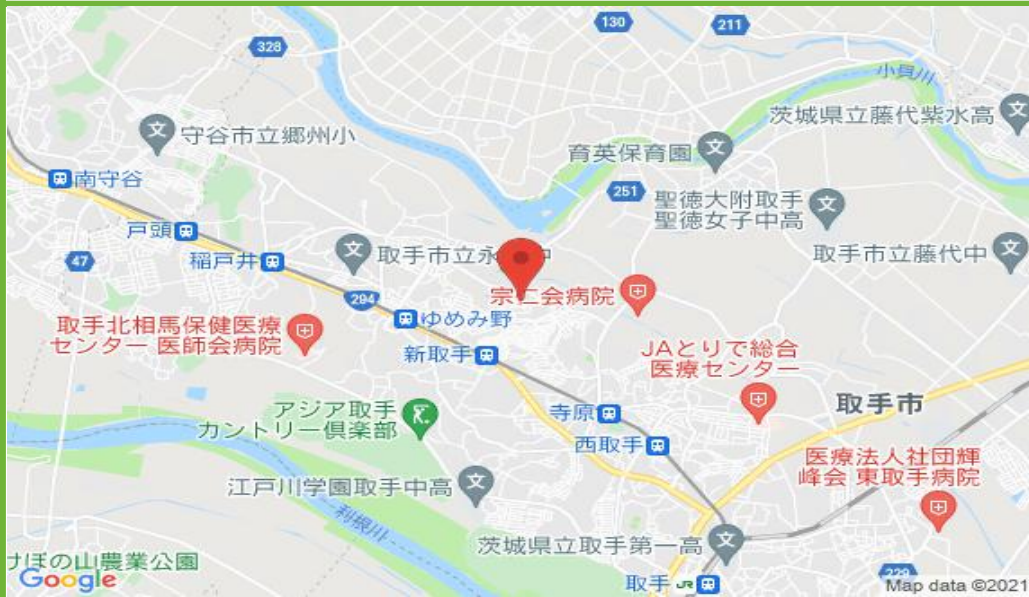 130
211
328
小貝川
茨城県立藤代紫水高
守谷市立郷州小
育英保育園
南守谷
251
聖徳大附取手
聖徳女子中高
戸頭
47
稲戸井
取手市立永
中
取手市立藤代中
294
宗仁会病院
ゆめみ野
取手北相馬保健医療
センター 医師会病院
新取手
JAとりで総合
医療センター
アジア取手
カントリー倶楽部
寺原
取手市
西取手
医療法人社団輝
峰会 東取手病院
江戸川学園取手中高
利根川
茨城県立取手第一高
けぼの山農業公園
Google
取手 JR
229
Map data ©2021